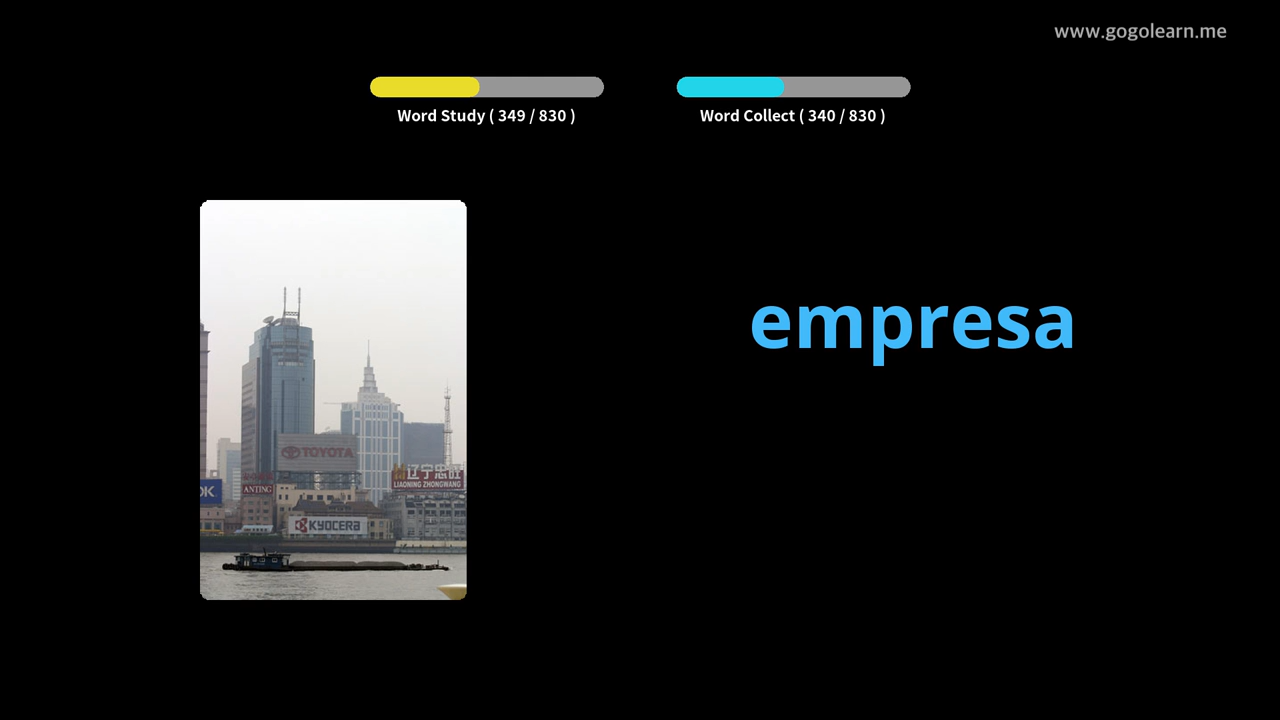 www.gogolearn.me
Word Study ( 349 / 830 )
Word Collect ( 340 / 830 )
empresa
TOYOTA
辽宁忠旺
LIAONING ZHONGWANG
ANTING
KYOCERA